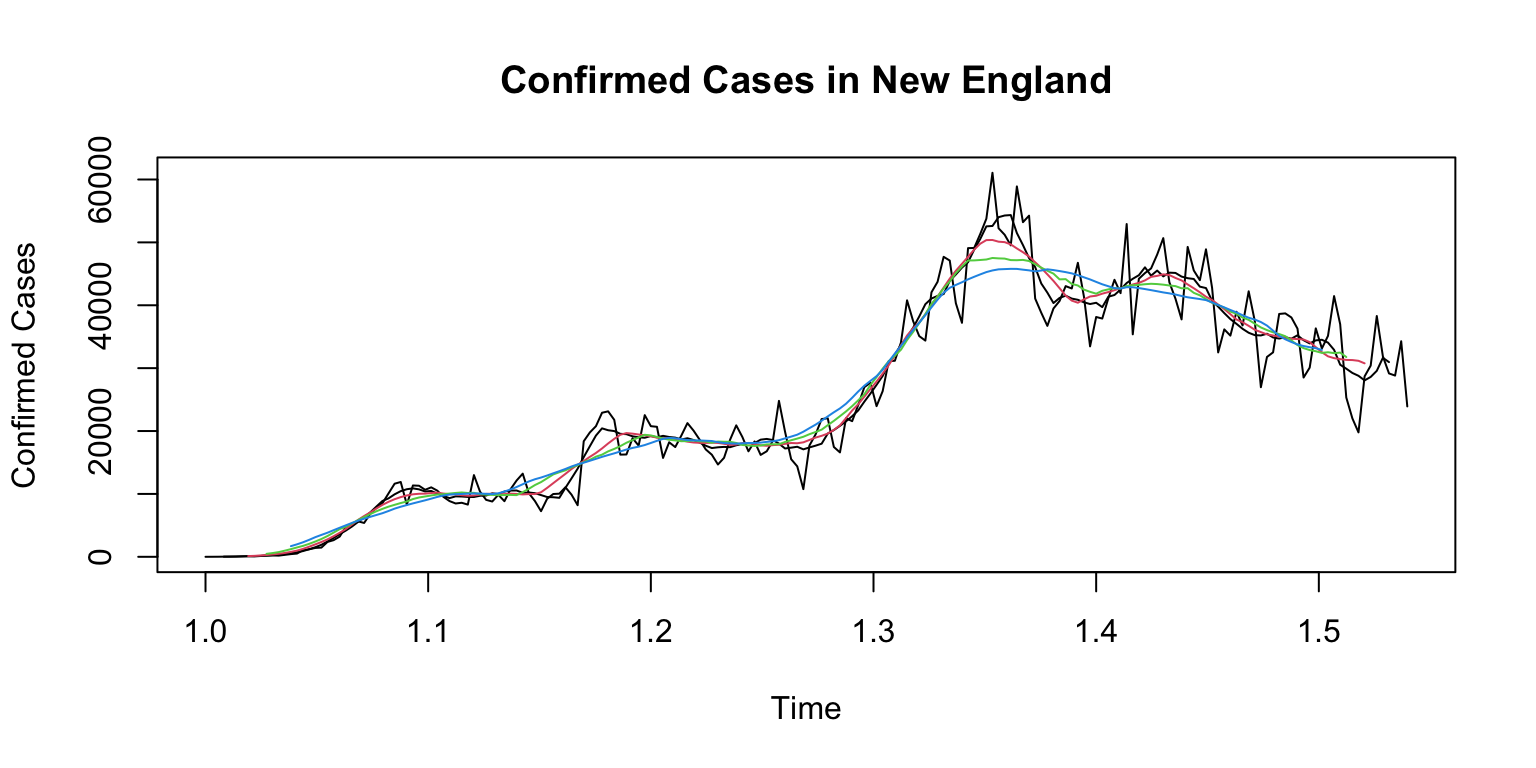 Confirmed Cases in New England
Confirmed Cases
60000
40000
20000
0
1.0 1.1 1.2 1.3 1.4 1.5
Time